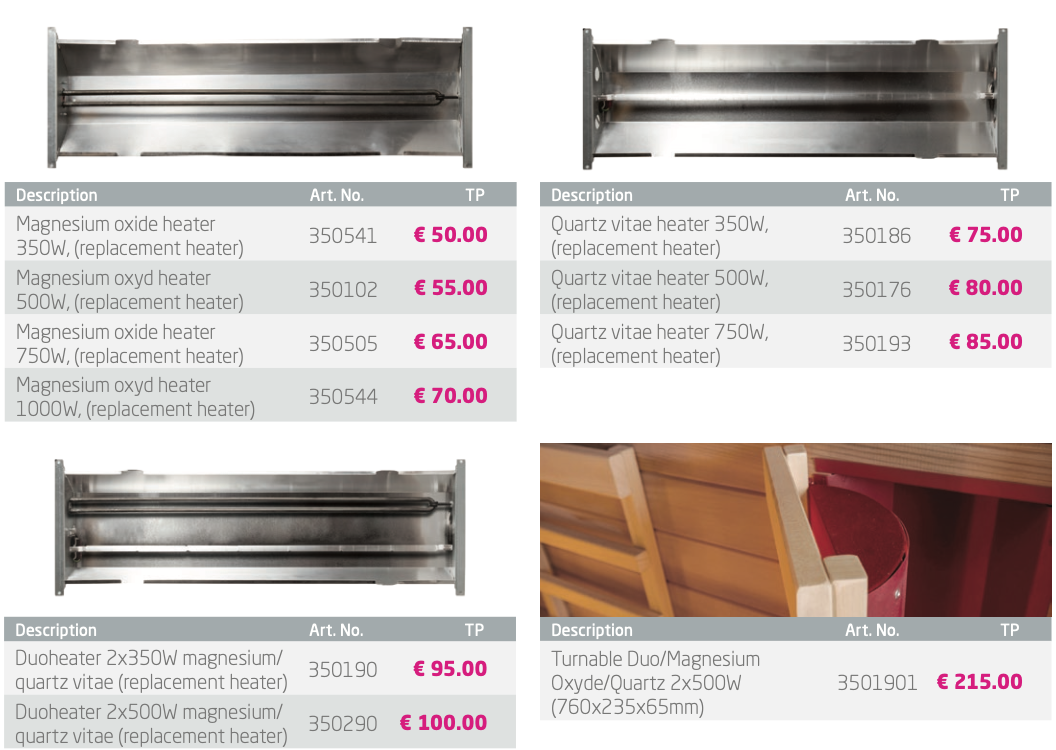 Description Art. No. TP
Magnesium oxide heater
350W, (replacement heater) 350541 € 50.00
Magnesium oxyd heater
500W, (replacement heater) 350102 € 55.00
Magnesium oxide heater
750W, (replacement heater) 350505 € 65.00
Magnesium oxyd heater
1000W, (replacement heater) 350544 € 70.00
Description Art. No. TP
Quartz vitae heater 350W,
(replacement heater) 350186 € 75.00
Quartz vitae heater 500W,
(replacement heater) 350176 € 80.00
Quartz vitae heater 750W,
(replacement heater) 350193 € 85.00
Description Art. No. TP
Duoheater 2x350W magnesium/
quartz vitae (replacement heater) 350190 € 95.00
Duoheater 2x500W magnesium/
quartz vitae (replacement heater) 350290 € 100.00
Description Art. No. TP
Turnable Duo/Magnesium
Oxyde/Quartz 2x500W 3501901 € 215.00
(760x235x65mm)